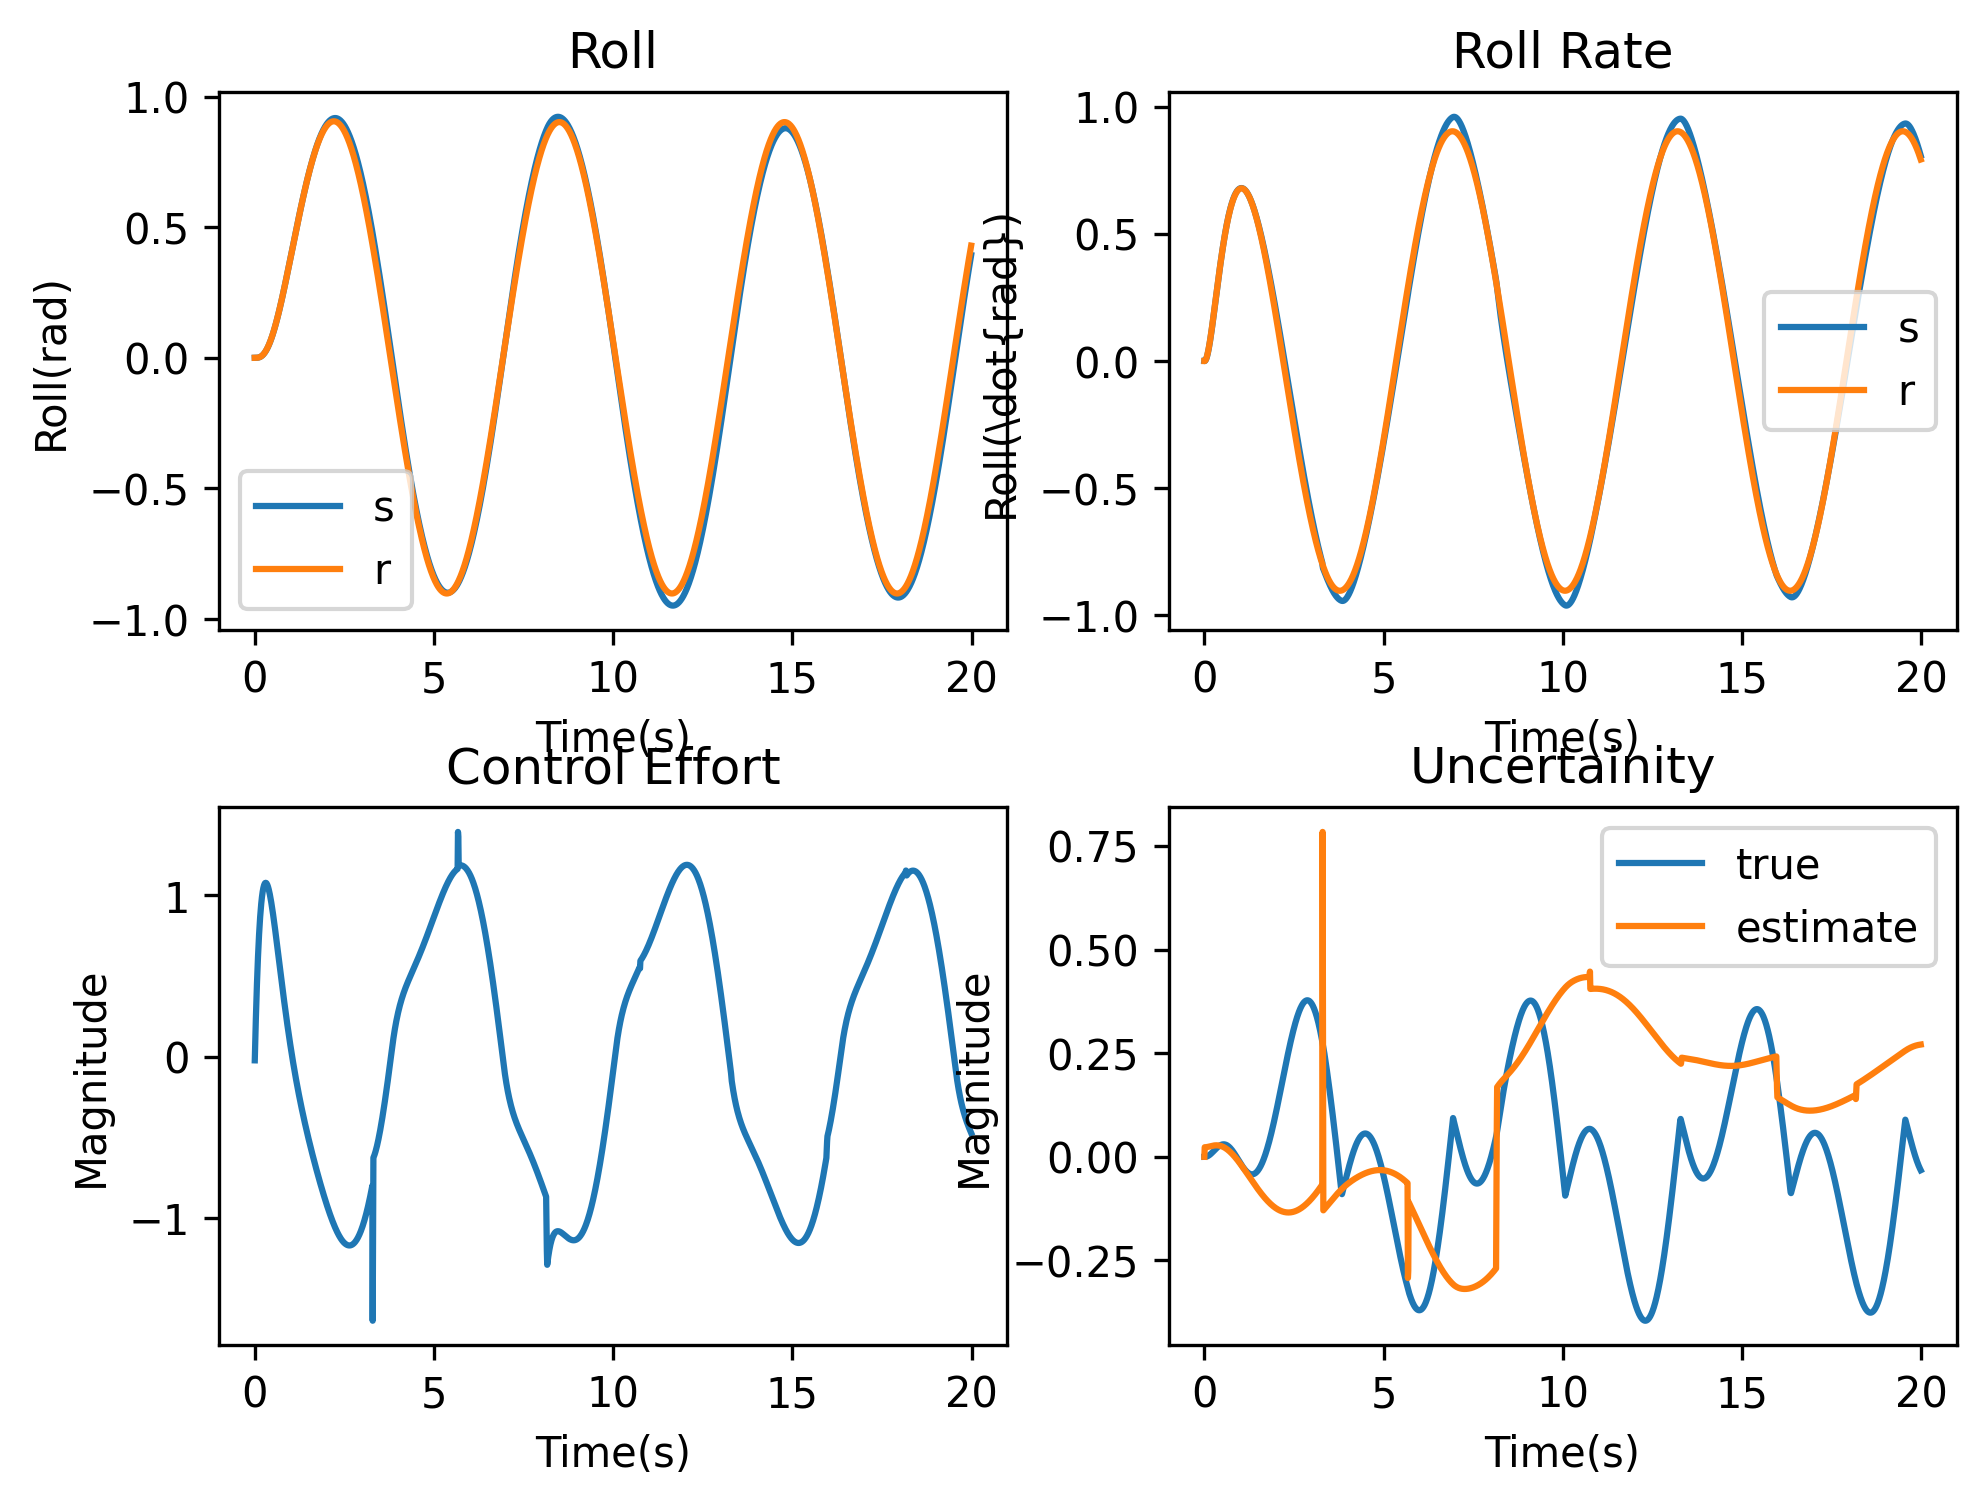 Roll
Roll(rad)
1.0
0.5
0.0
−0.5
−1.0
s
r
0 5 10 15 20
Time(s)
Roll Rate
Roll(\dot{rad})
1.0
0.5
0.0
−0.5
−1.0
s
r
0 5 10 15 20
Time(s)
Control Effort
Magnitude
1
0
−1
0 5 10 15 20
Time(s)
Uncertainity
Magnitude
0.75
0.50
0.25
0.00
−0.25
true
estimate
0 5 10 15 20
Time(s)